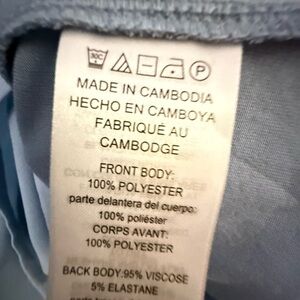 30C P
MADE IN CAMBODIA
HECHO EN CAMBOYA
FABRIQUÉ AU
CAMBODGE
FRONT BODY:
100% POLYESTER
parte delantera del cuerpo:
100% poliéster
CORPS AVANT:
100% POLYESTER
BACK BODY:95% VISCOSE
5% ELASTANE